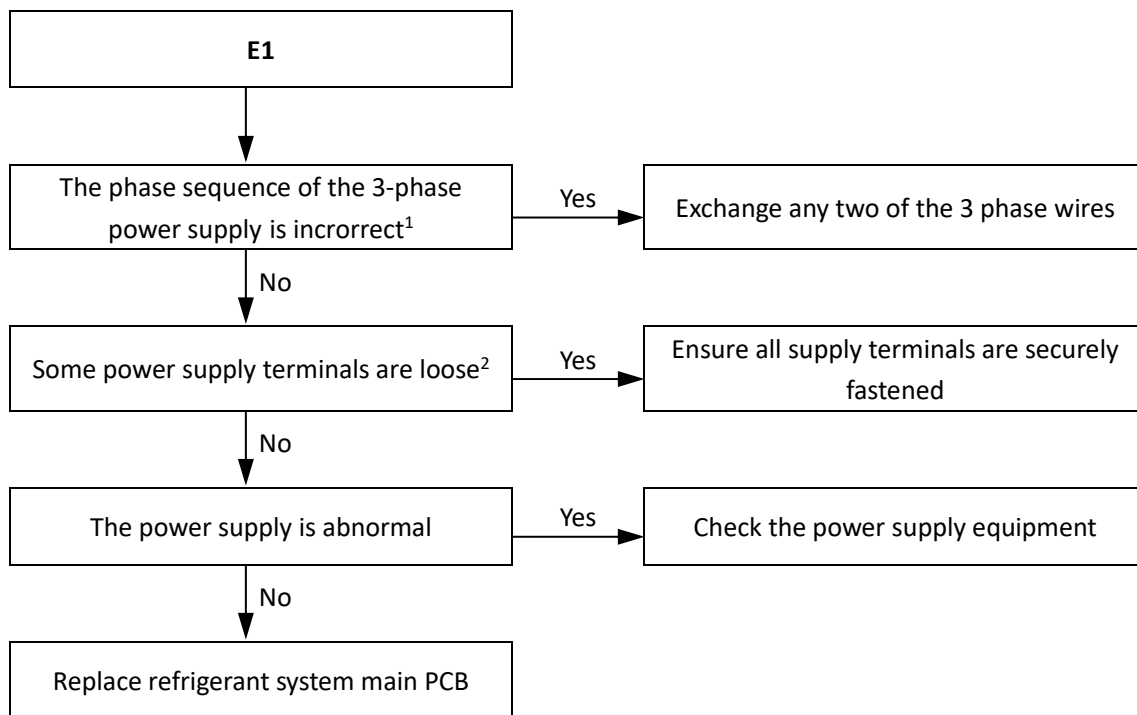 E1
The phase sequence of the 3-phase
power supply is incrorrect¹
Yes
Exchange any two of the 3 phase wires
No
Some power supply terminals are loose²
Yes
Ensure all supply terminals are securely
fastened
No
The power supply is abnormal
Yes
Check the power supply equipment
No
Replace refrigerant system main PCB